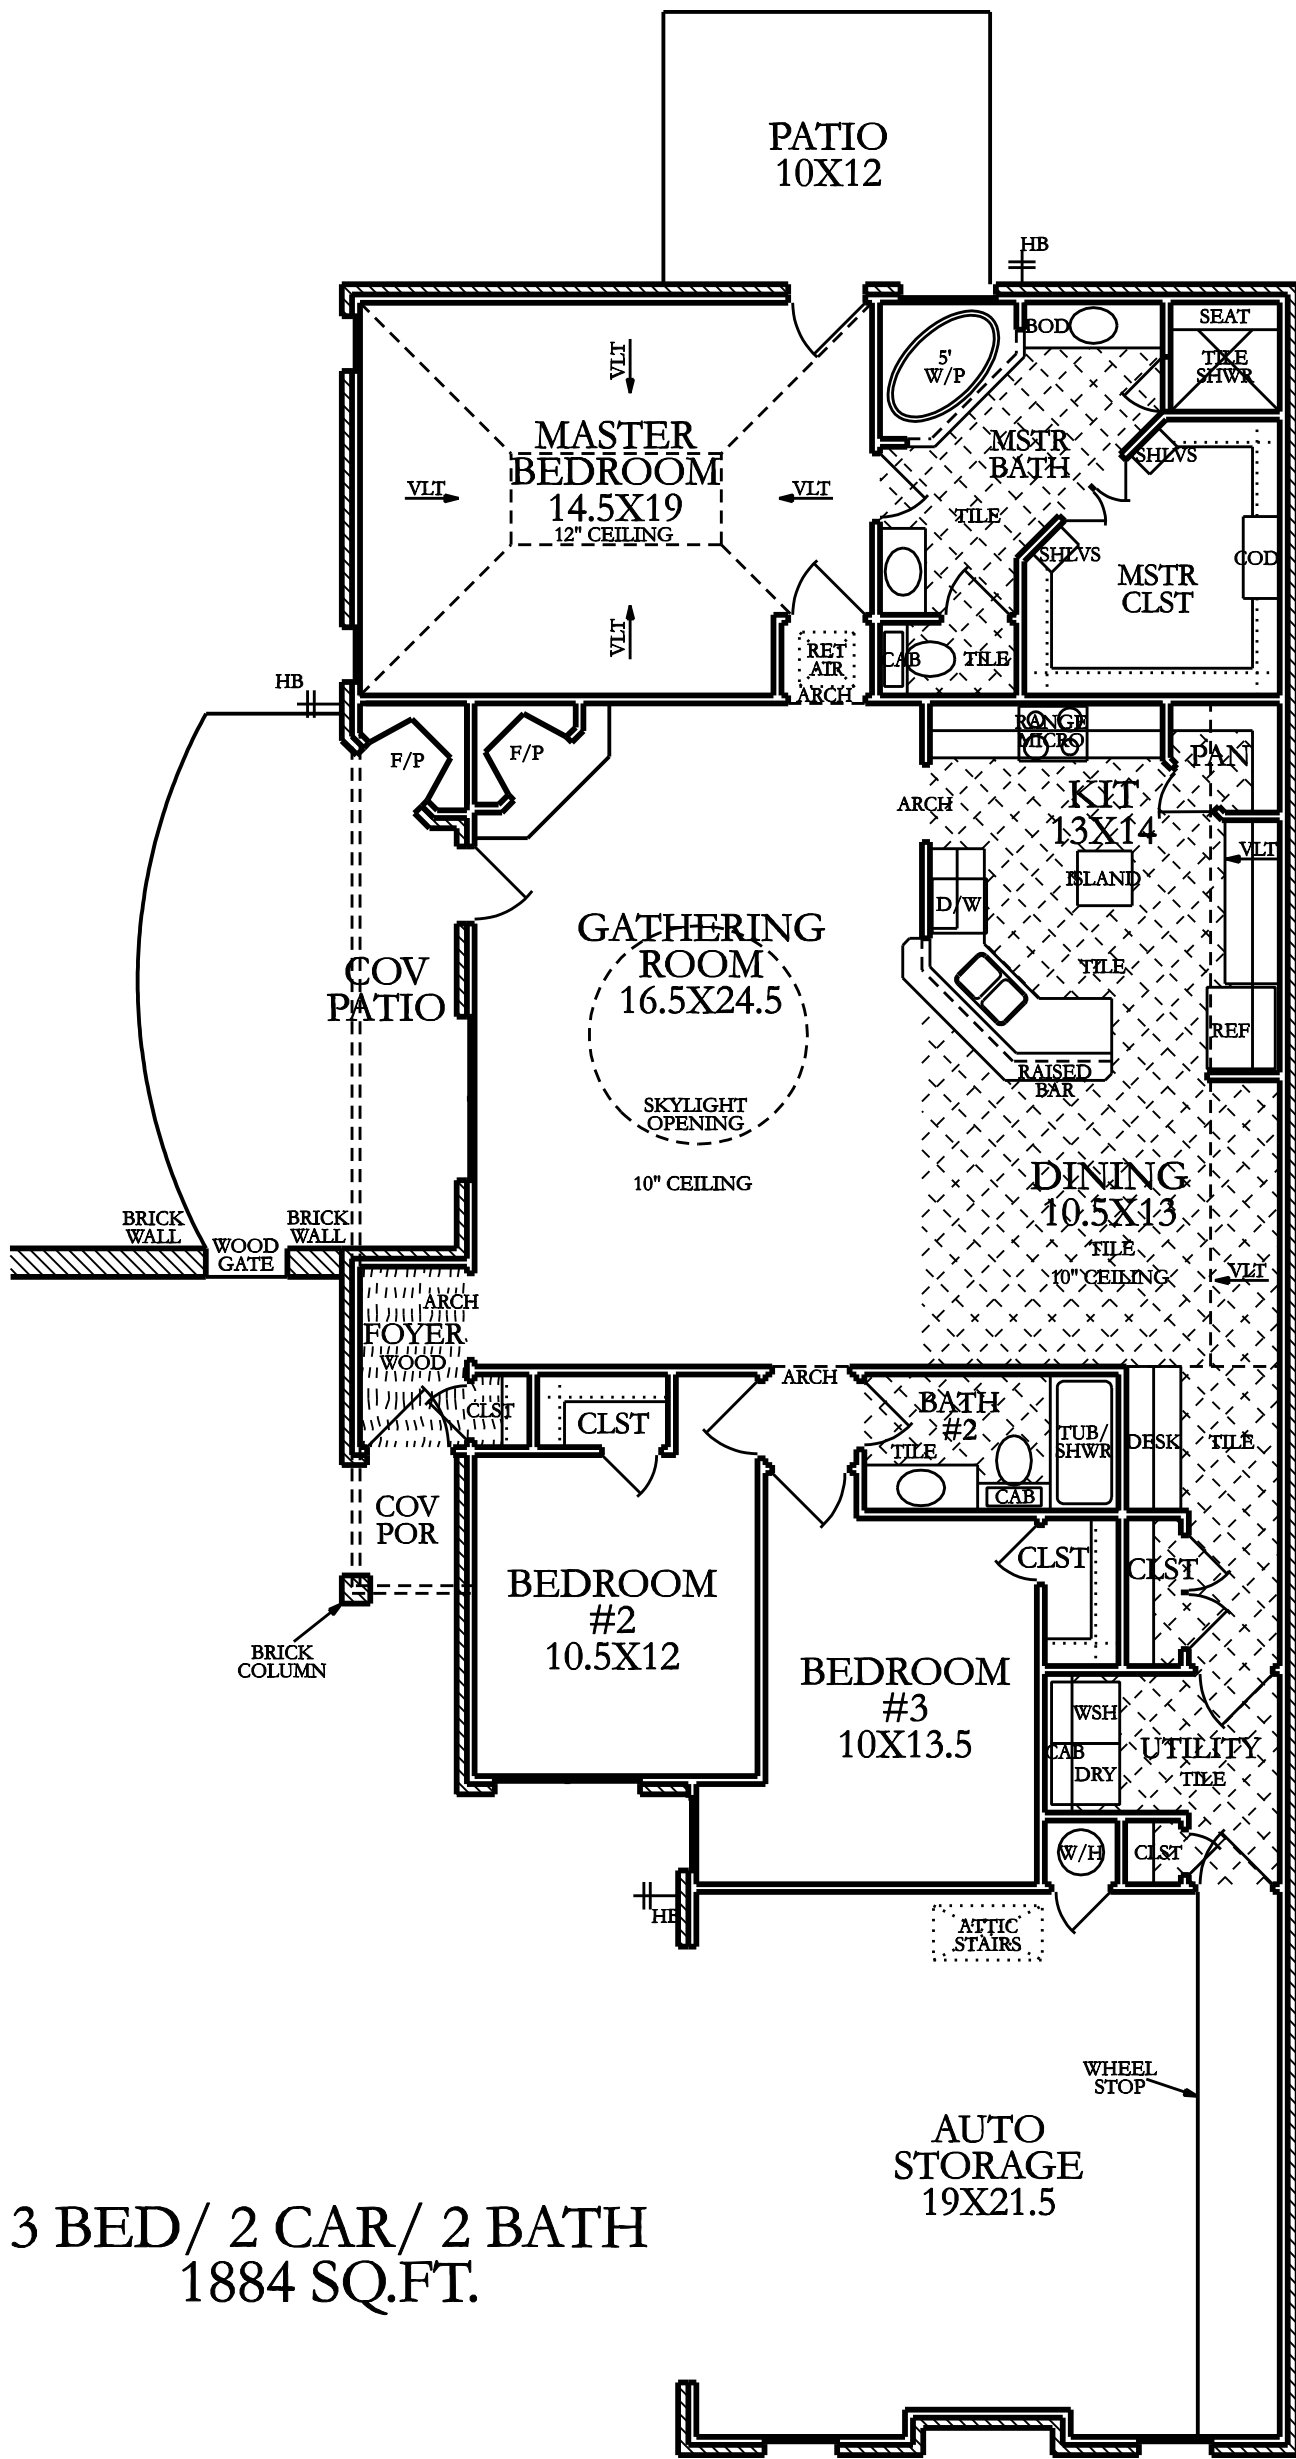 PATIO
10X12
HB
BOD
SEAT
TILE
SHWR
5'
W/P
VLT
MASTER
BEDROOM
14.5X19
12" CEILING
VLT
VLT
VLT
MSTR
BATH
TILE
SHLVS
SHLVS
MSTR
CLST
COD
RET
AIR
ARCH
CAB
TILE
HB
F/P
F/P
RANGE
MICRO
PAN
ARCH
KIT
13X14
VLT
ISLAND
D/W
COV
PATIO
GATHERING
ROOM
16.5X24.5
TILE
REF
RAISED
BAR
SKYLIGHT
OPENING
10" CEILING
DINING
10.5X13
TILE
10" CEILING
VLT
BRICK
WALL
WOOD
GATE
BRICK
WALL
ARCH
FOYER
WOOD
CLST
CLST
ARCH
BATH
#2
TILE
CAB
TUB/
SHWR
DESK
TILE
COV
POR
BRICK
COLUMN
BEDROOM
#2
10.5X12
CLST
CLST
BEDROOM
#3
10X13.5
WSH
CAB
DRY
UTILITY
TILE
W/H
CLST
HB
ATTIC
STAIRS
WHEEL
STOP
AUTO
STORAGE
19X21.5
3 BED/ 2 CAR/ 2 BATH
1884 SQ.FT.